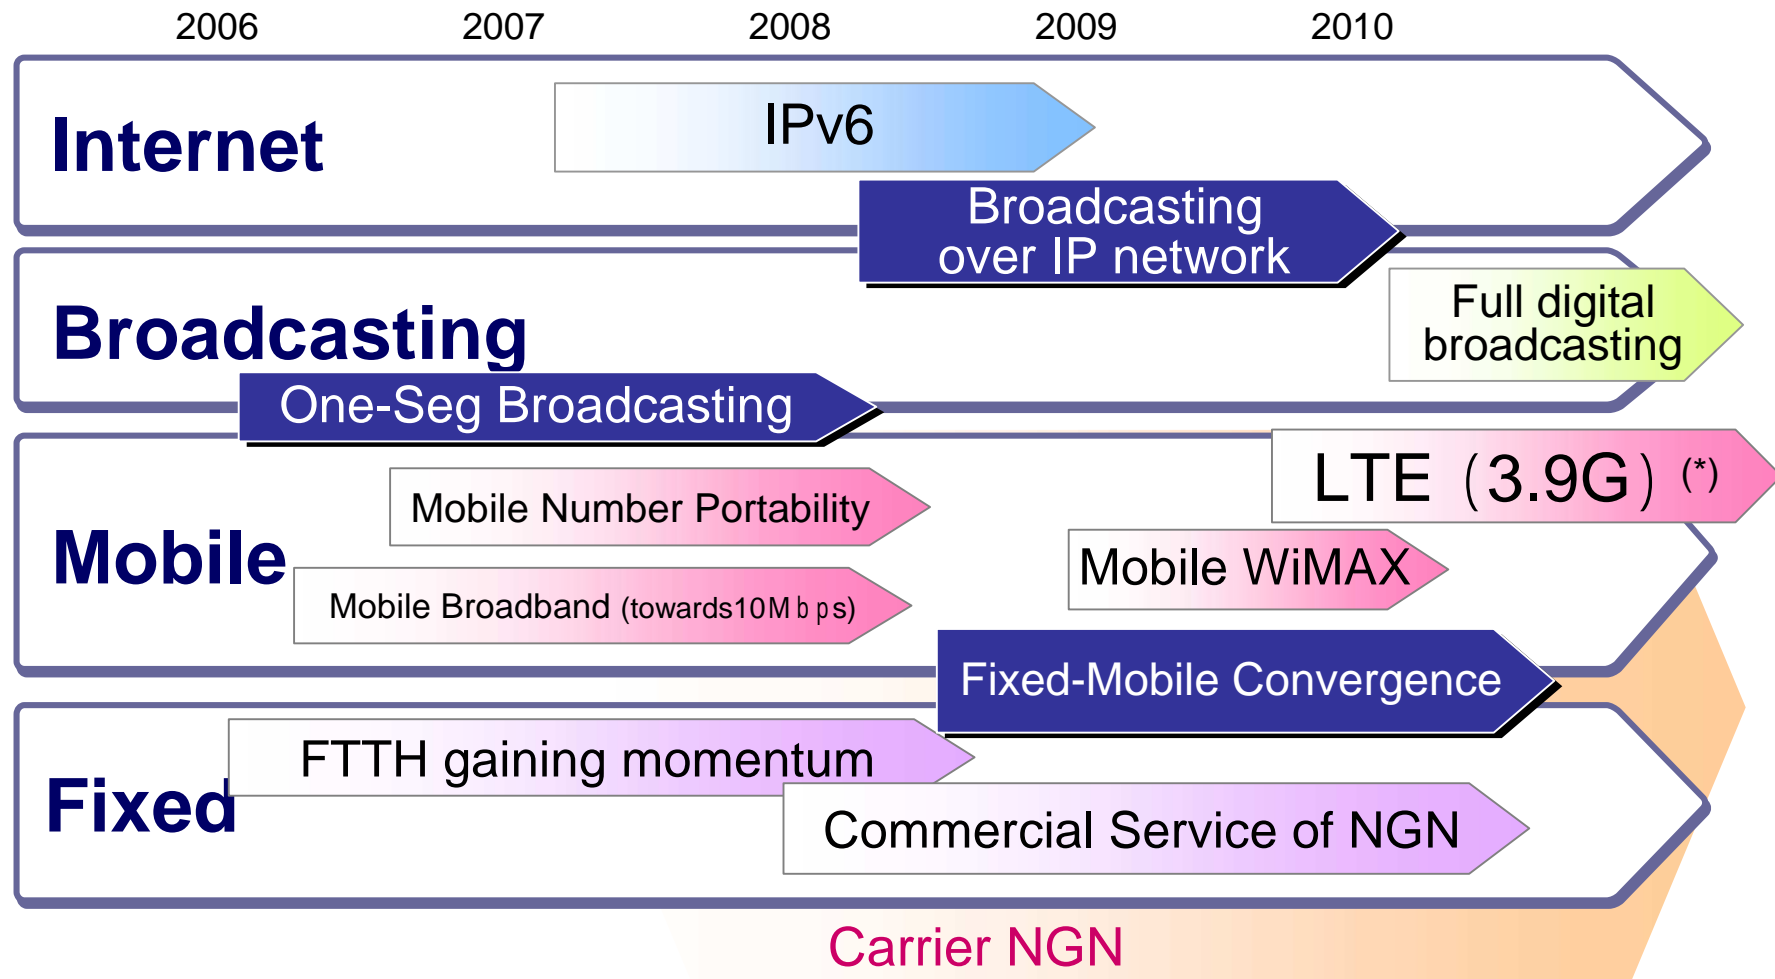 2006 2007 2008 2009 2010
IPv6
Internet
Broadcasting
over IP network
Full digital
broadcasting
Broadcasting
One-Seg Broadcasting
LTE (3.9G) (*)
Mobile Number Portability
Mobile
Mobile WiMAX
Mobile Broadband (towards10Mbps)
Fixed-Mobile Convergence
FTTH gaining momentum
Fixed
Commercial Service of NGN
Carrier NGN